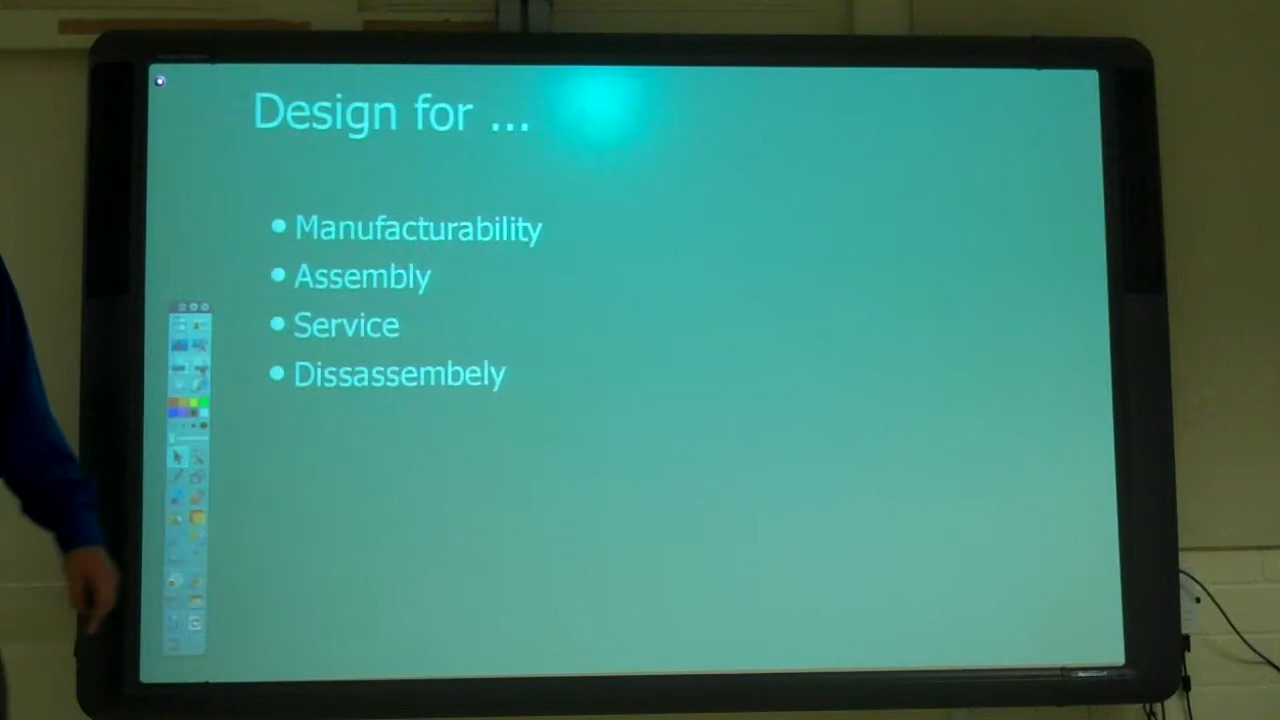 Design for ...
• Manufacturability
• Assembly
• Service
• Dissassembely